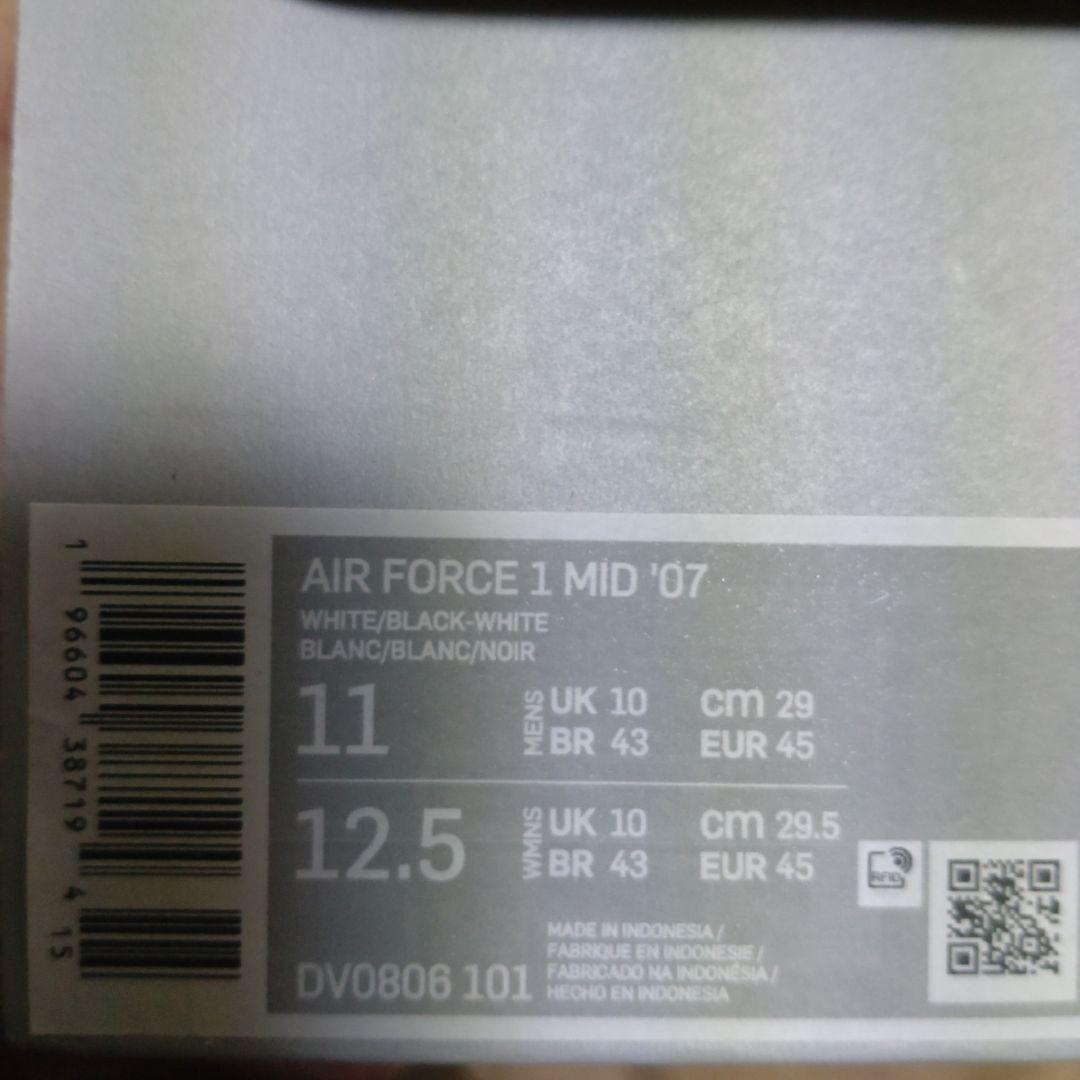 AIR FORCE 1 MID '07
WHITE/BLACK-WHITE
BLANC/BLANC/NOIR
11 MENS UK 10 cm 29
BR 43 EUR 45
12.5 WMNS UK 10 cm 29.5
BR 43 EUR 45
RFID
DV0806 101
MADE IN INDONESIA /
FABRIQUE EN INDONESIE /
FABRICADO NA INDONÉSIA /
HECHO EN INDONESIA
1 96604 38719 4 15